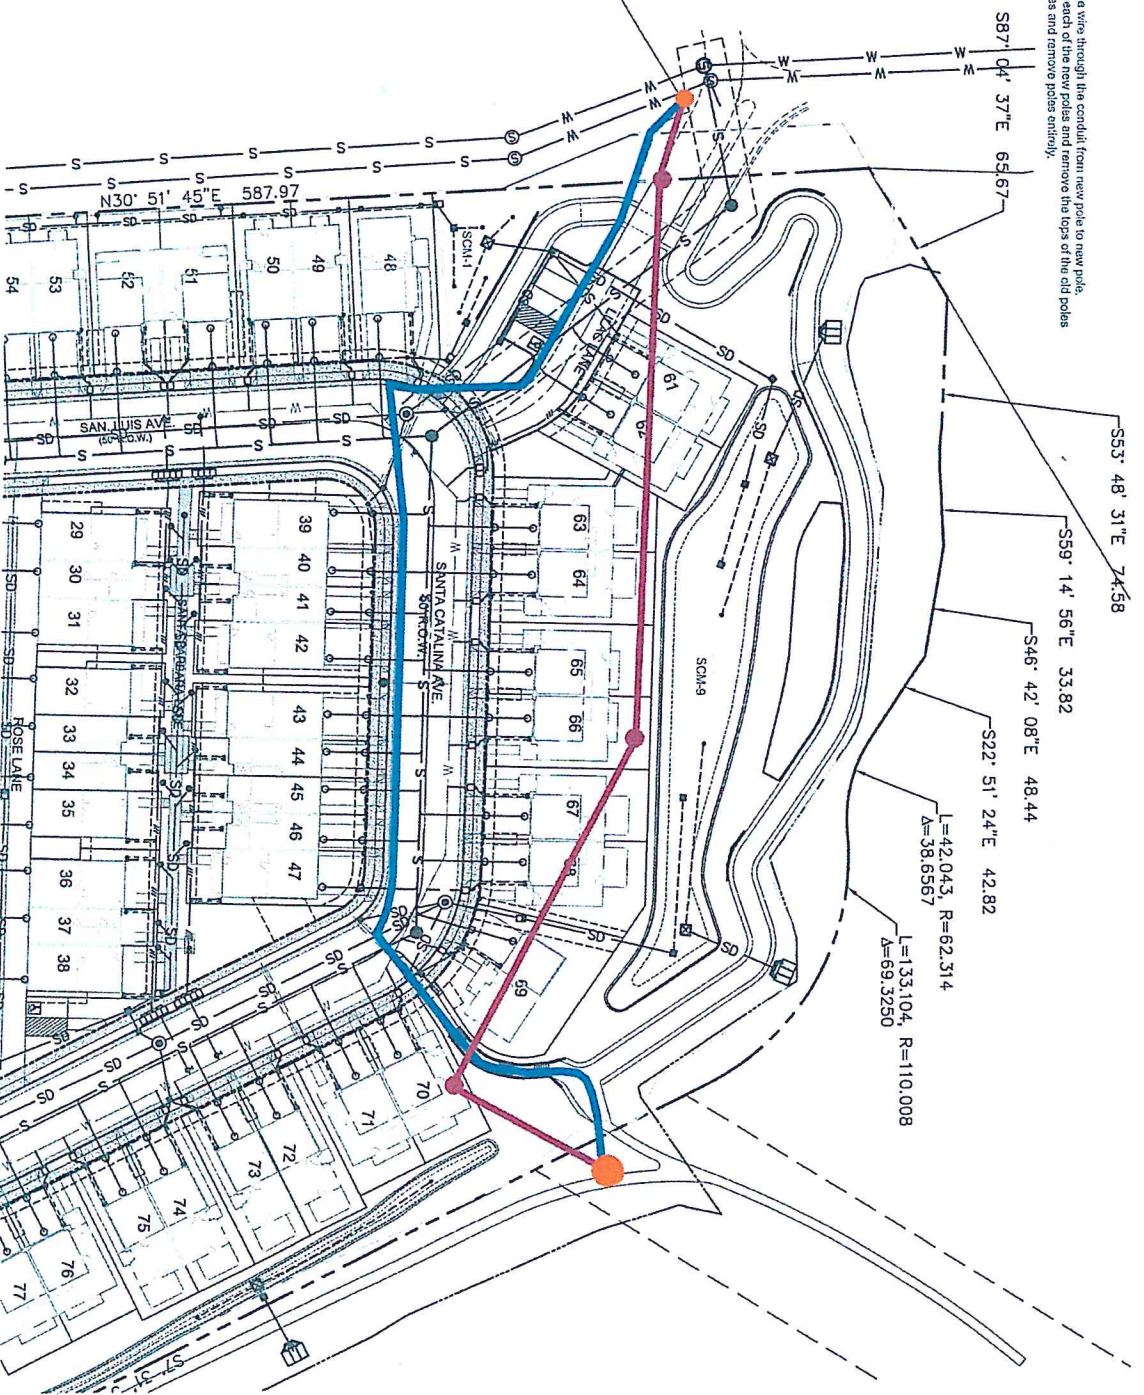 a wire through the conduit from new pole to new pole.
each of the new poles and remove the tops of the old poles
es and remove poles entirely.
S87° 04' 37"E 65.67
S53° 48' 31"E 74.58
S59° 14' 56"E 33.82
S46° 42' 08"E 48.44
S22° 51' 24"E 42.82
L=42.043, R=62.314
Δ=38.6567
L=133.104, R=110.008
Δ=69.3250
N30° 51' 45"E 587.97
SCM-1
SCM-9
LUIS LANE
SAN LUIS AVE.
(50' R.O.W.)
SANTA CATALINA AVE
50' R.O.W.
ROSE LANE
48
49
50
51
52
53
54
61
62
63
64
65
66
67
69
70
71
72
73
74
75
76
77
39
40
41
42
43
44
45
46
47
29
30
31
32
33
34
35
36
37
38